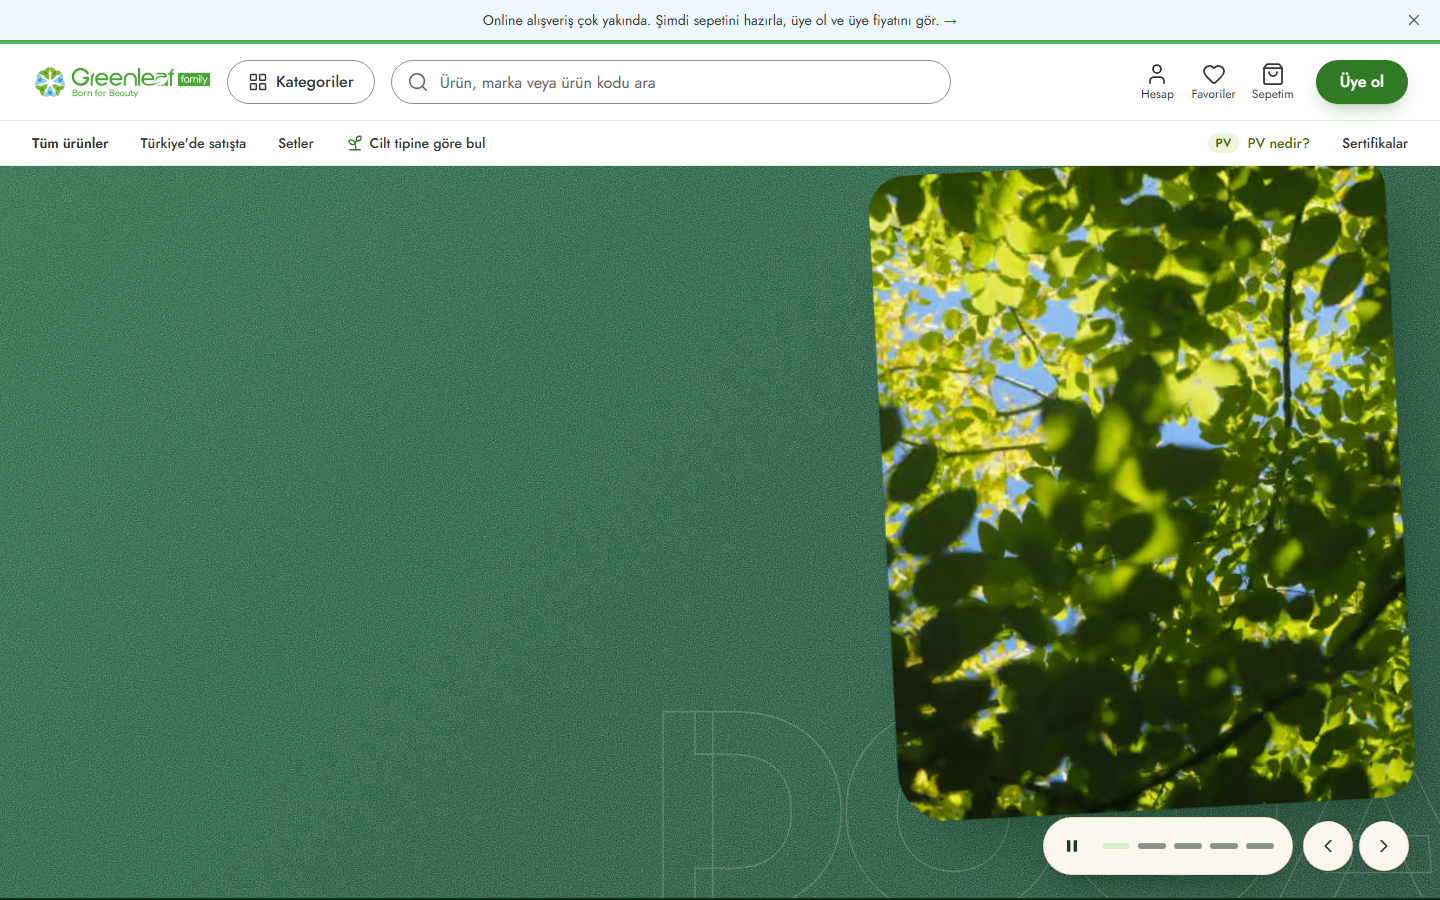 Online alışveriş çok yakında. Şimdi sepetini hazırla, üye ol ve üye fiyatını gör. →
Greenleaf family
Born for Beauty
Kategoriler
Ürün, marka veya ürün kodu ara
Hesap
Favoriler
Sepetim
Üye ol
Tüm ürünler
Türkiye'de satışta
Setler
Cilt tipine göre bul
PV
PV nedir?
Sertifikalar